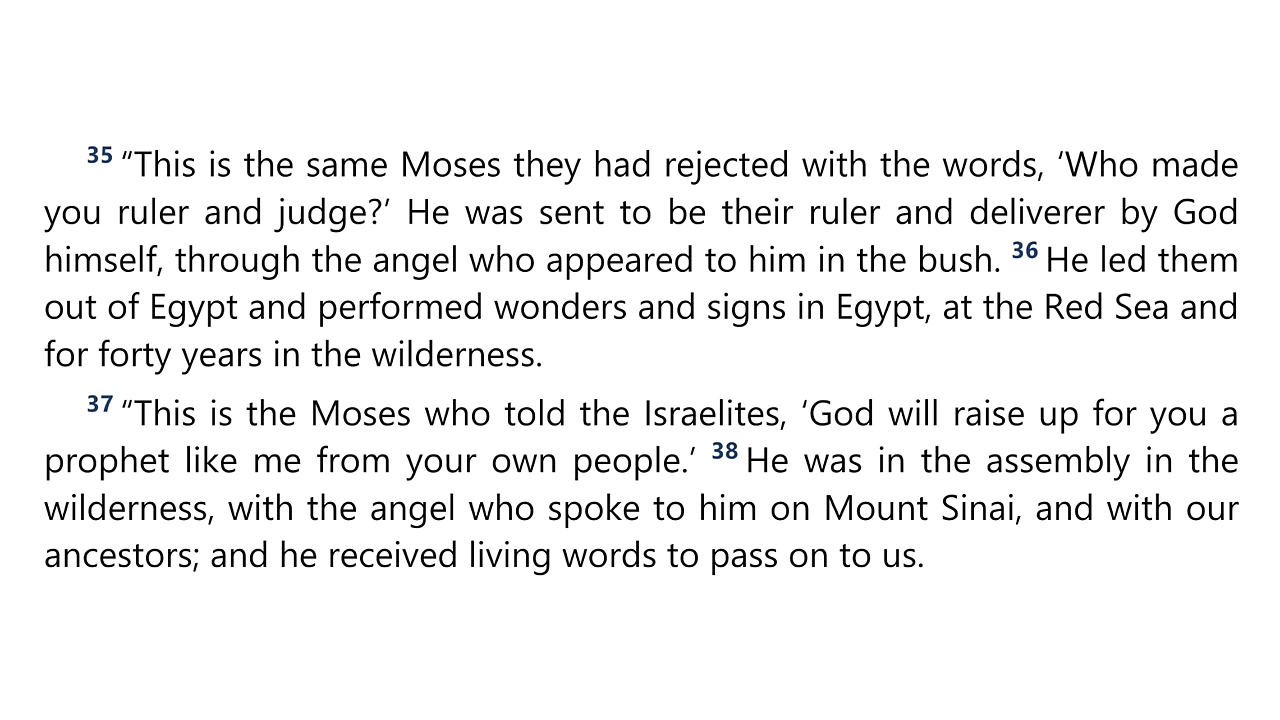 35 “This is the same Moses they had rejected with the words, ‘Who made
you ruler and judge?’ He was sent to be their ruler and deliverer by God
himself, through the angel who appeared to him in the bush. 36 He led them
out of Egypt and performed wonders and signs in Egypt, at the Red Sea and
for forty years in the wilderness.
37 “This is the Moses who told the Israelites, ‘God will raise up for you a
prophet like me from your own people.’ 38 He was in the assembly in the
wilderness, with the angel who spoke to him on Mount Sinai, and with our
ancestors; and he received living words to pass on to us.